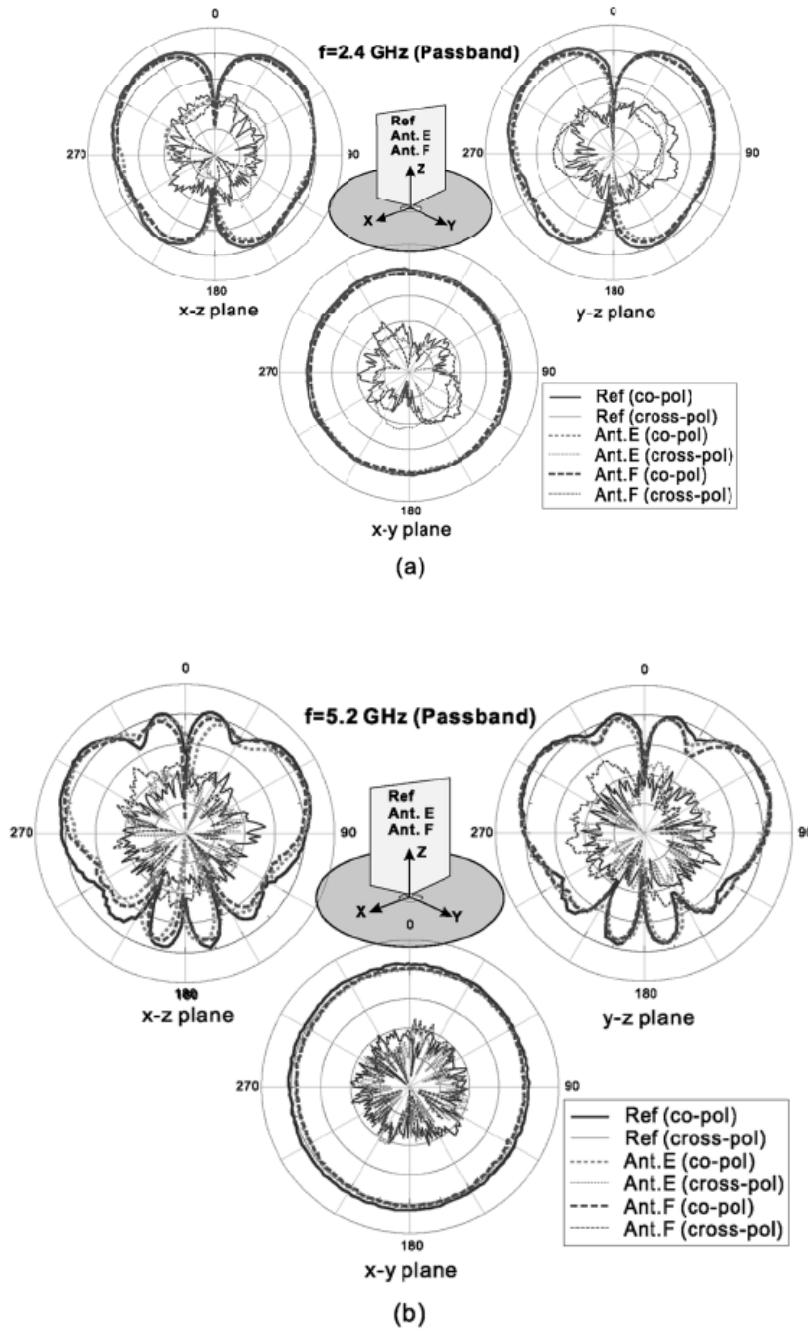 0
0
f=2.4 GHz (Passband)
Ref
Ant. E
Ant. F
270
90
270
90
Z
X
Y
180
180
x-z plane
y-z plane
270
90
Ref (co-pol)
Ref (cross-pol)
Ant.E (co-pol)
Ant.E (cross-pol)
Ant.F (co-pol)
Ant.F (cross-pol)
180
x-y plane
(a)
0
0
f=5.2 GHz (Passband)
Ref
Ant. E
Ant. F
270
90
270
90
Z
X
Y
0
180
180
x-z plane
y-z plane
270
90
Ref (co-pol)
Ref (cross-pol)
Ant.E (co-pol)
Ant.E (cross-pol)
Ant.F (co-pol)
Ant.F (cross-pol)
180
x-y plane
(b)